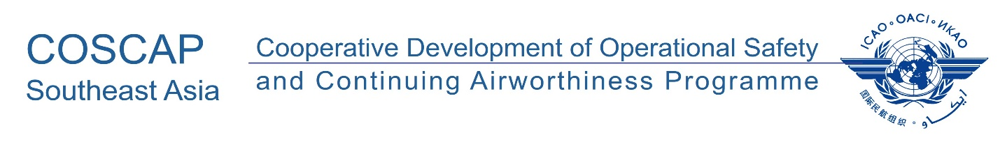 COSCAP
Southeast Asia
Cooperative Development of Operational Safety
and Continuing Airworthiness Programme
ICAO◦OACI◦ИКАО
国际民航组织◦ايكاو